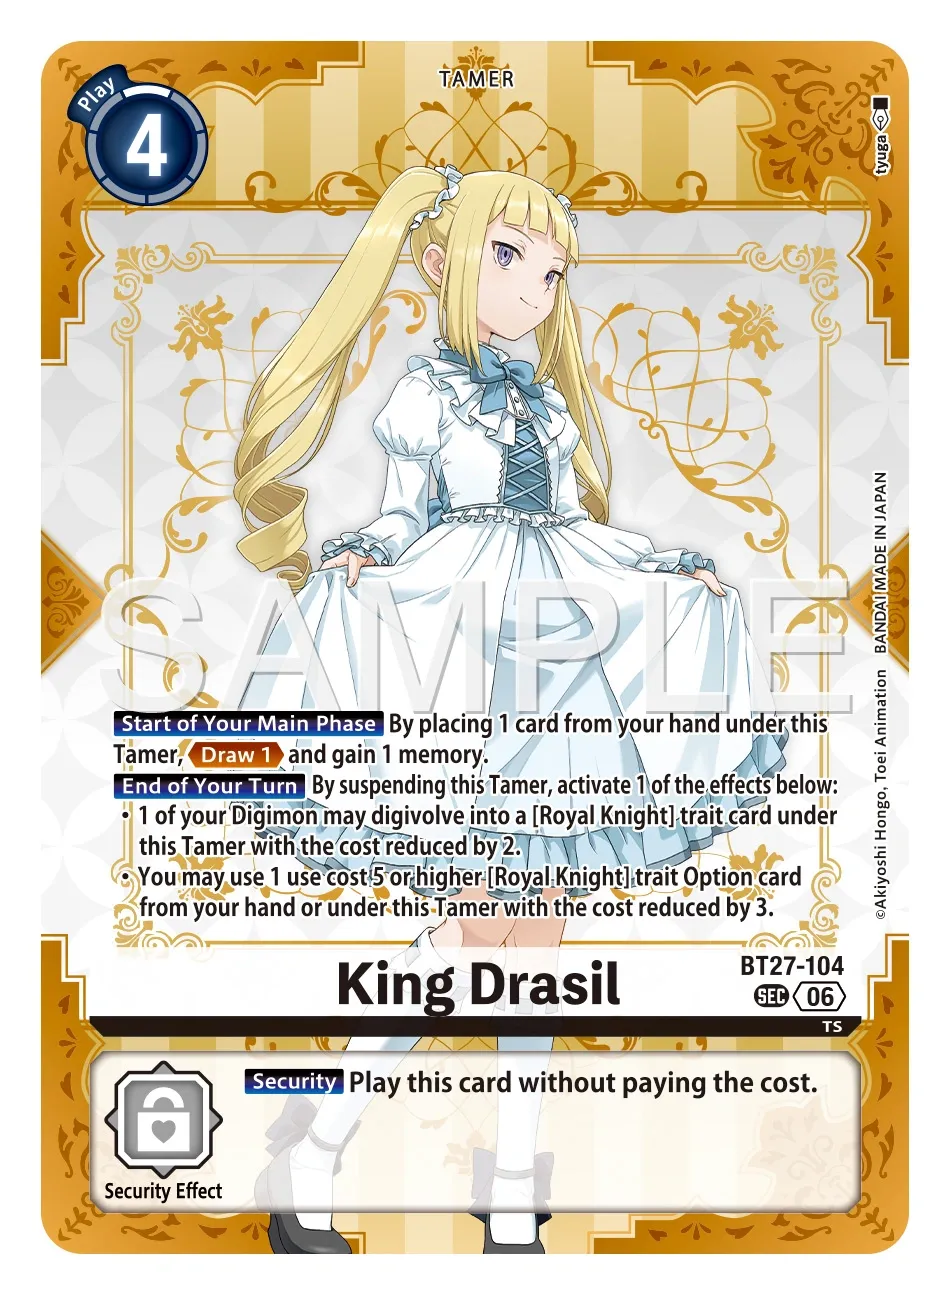 TAMER
Play
4
tyuga
SAMPLE
Start of Your Main Phase By placing 1 card from your hand under this
Tamer, Draw 1 and gain 1 memory.
End of Your Turn By suspending this Tamer, activate 1 of the effects below:
• 1 of your Digimon may digivolve into a [Royal Knight] trait card under
this Tamer with the cost reduced by 2.
• You may use 1 use cost 5 or higher [Royal Knight] trait Option card
from your hand or under this Tamer with the cost reduced by 3.
©Akiyoshi Hongo, Toei Animation BANDAI MADE IN JAPAN
King Drasil
BT27-104
SEC 06
TS
Security Play this card without paying the cost.
Security Effect